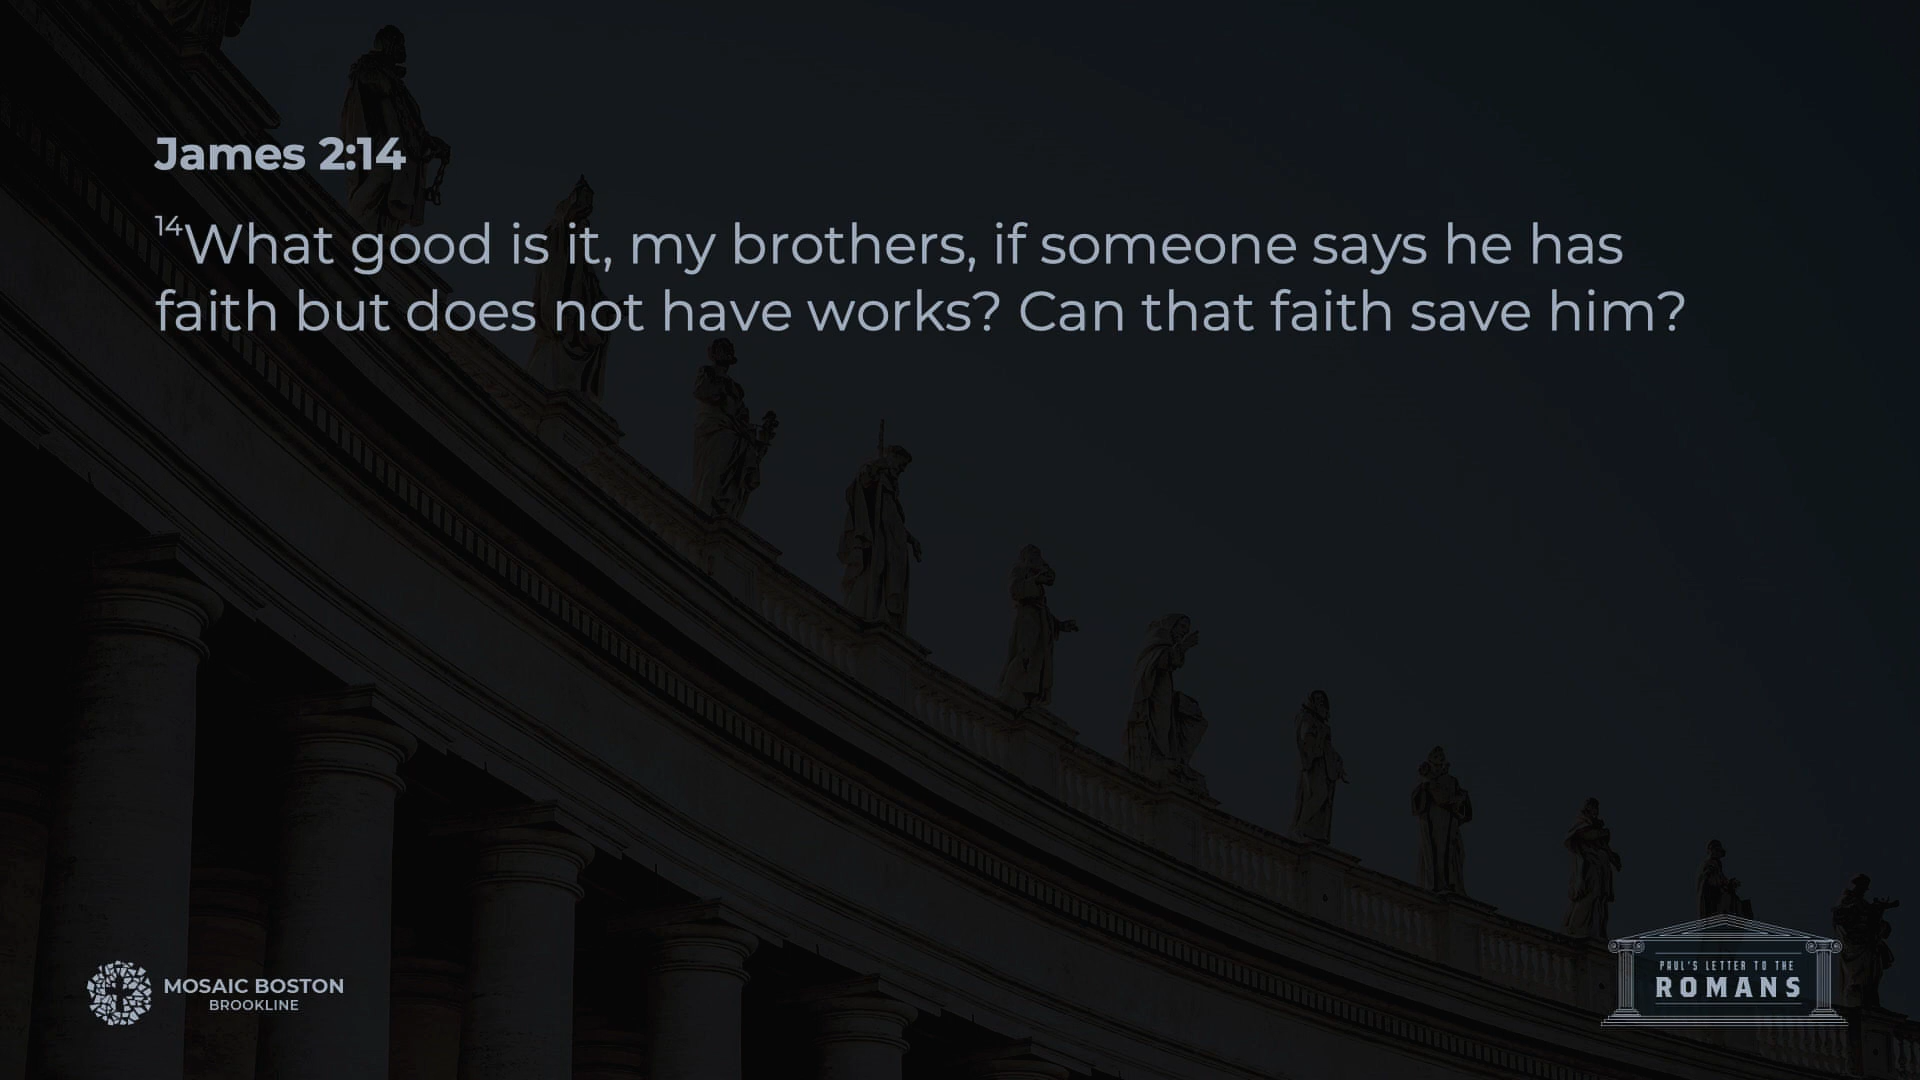 James 2:14
14What good is it, my brothers, if someone says he has
faith but does not have works? Can that faith save him?
MOSAIC BOSTON
BROOKLINE
PAUL'S LETTER TO THE
ROMANS